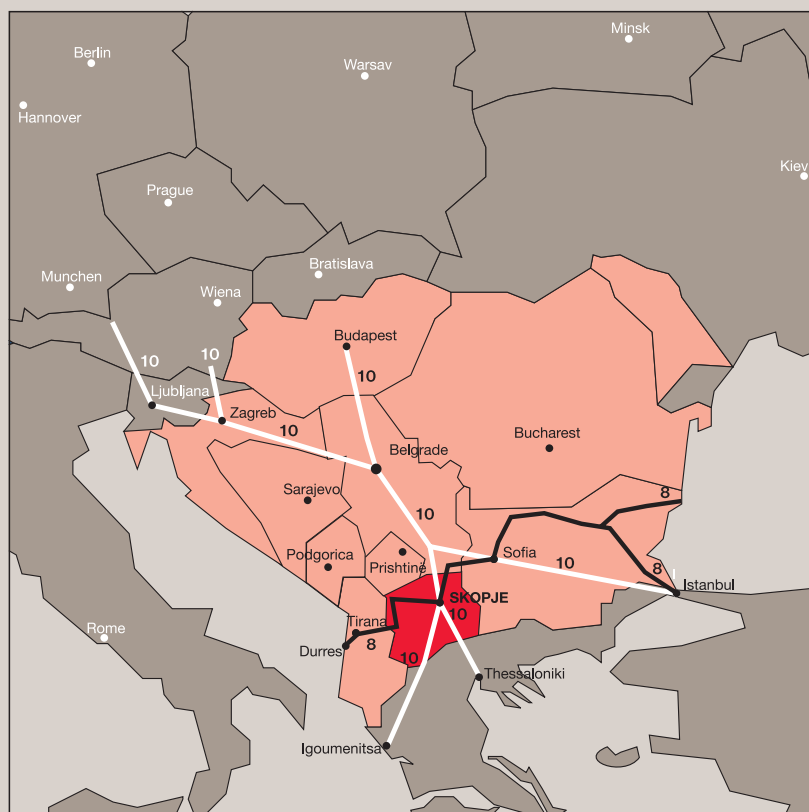 Minsk
Berlin
Warsav
Hannover
Kiev
Prague
Bratislava
Munchen
Wiena
Budapest
10
10
10
Ljubljana
Zagreb
10
Bucharest
Belgrade
8
Sarajevo
10
Podgorica
Prishtinë
Sofia
10
8
Istanbul
SKOPJE
10
Rome
Tirana
8
Durres
10
Thessaloniki
Igoumenitsa